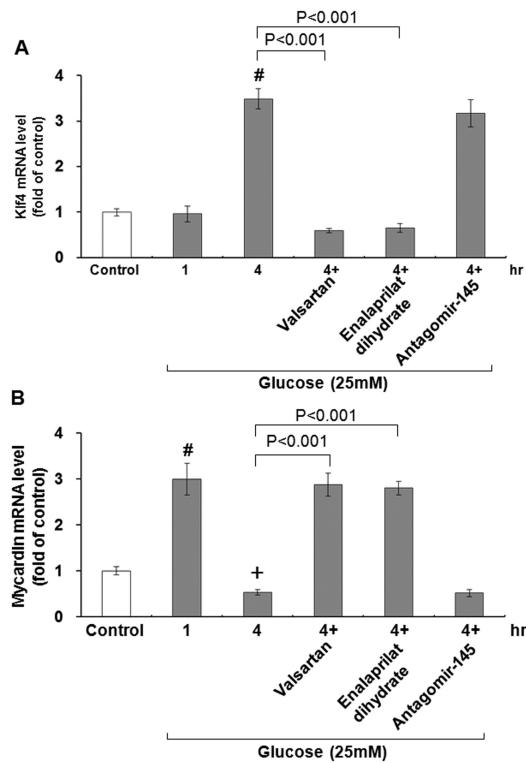 P<0.001
A
P<0.001
#
Klf4 mRNA level
(fold of control)
4
3
2
1
0
Control 1 4 4+ 4+ 4+ hr
Valsartan
Enalaprilat
dihydrate
Antagomir-145
Glucose (25mM)
B
P<0.001
P<0.001
#
+
Mycardin mRNA level
(fold of control)
4
3
2
1
0
Control 1 4 4+ 4+ 4+ hr
Valsartan
Enalaprilat
dihydrate
Antagomir-145
Glucose (25mM)